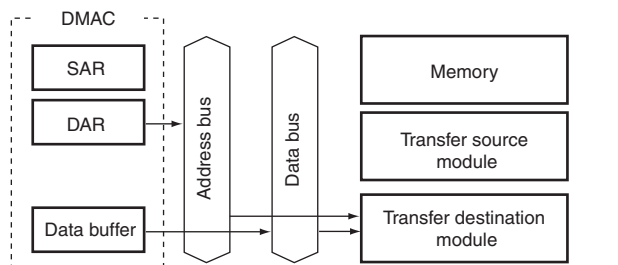 DMAC
SAR
DAR
Data buffer
Address bus
Data bus
Memory
Transfer source
module
Transfer destination
module